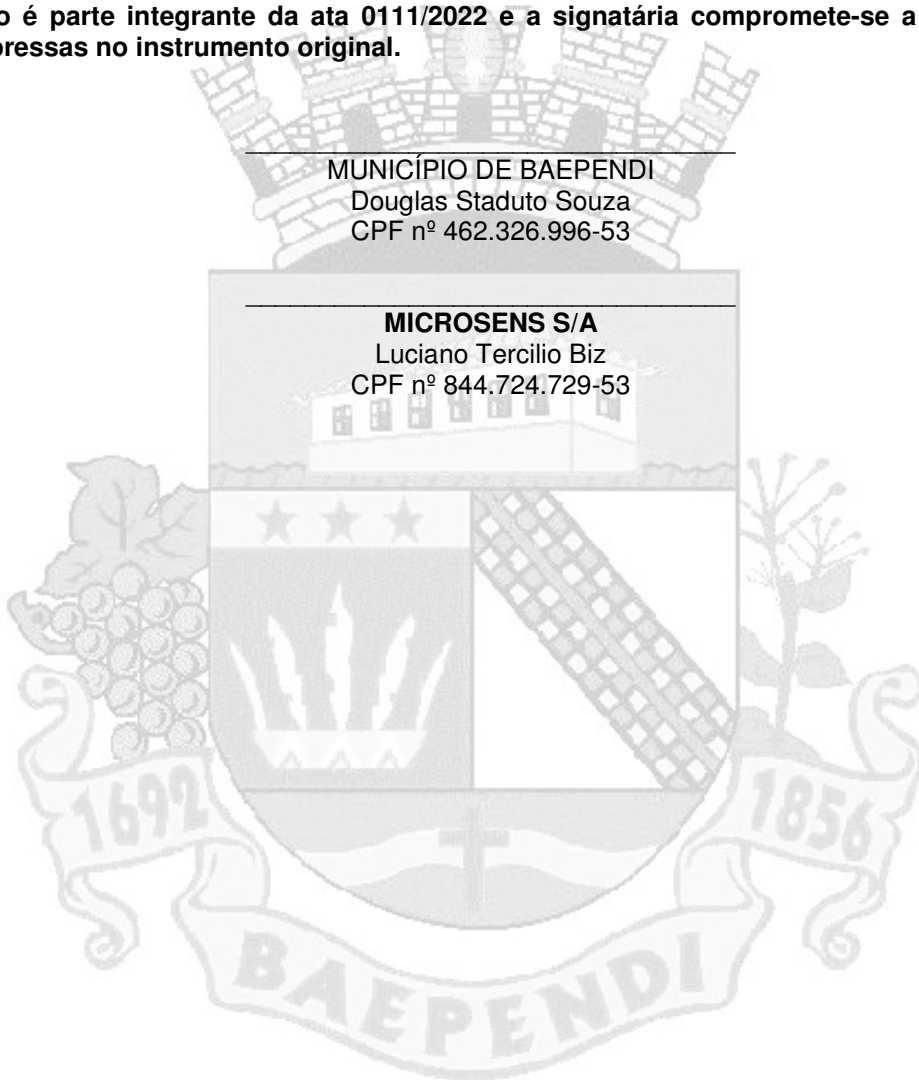 o é parte integrante da ata 0111/2022 e a signatária compromete-se a
pressas no instrumento original.
MUNICÍPIO DE BAEPENDI
Douglas Staduto Souza
CPF nº 462.326.996-53
MICROSENS S/A
Luciano Tercilio Biz
CPF nº 844.724.729-53
1692
1856
BAEPENDI